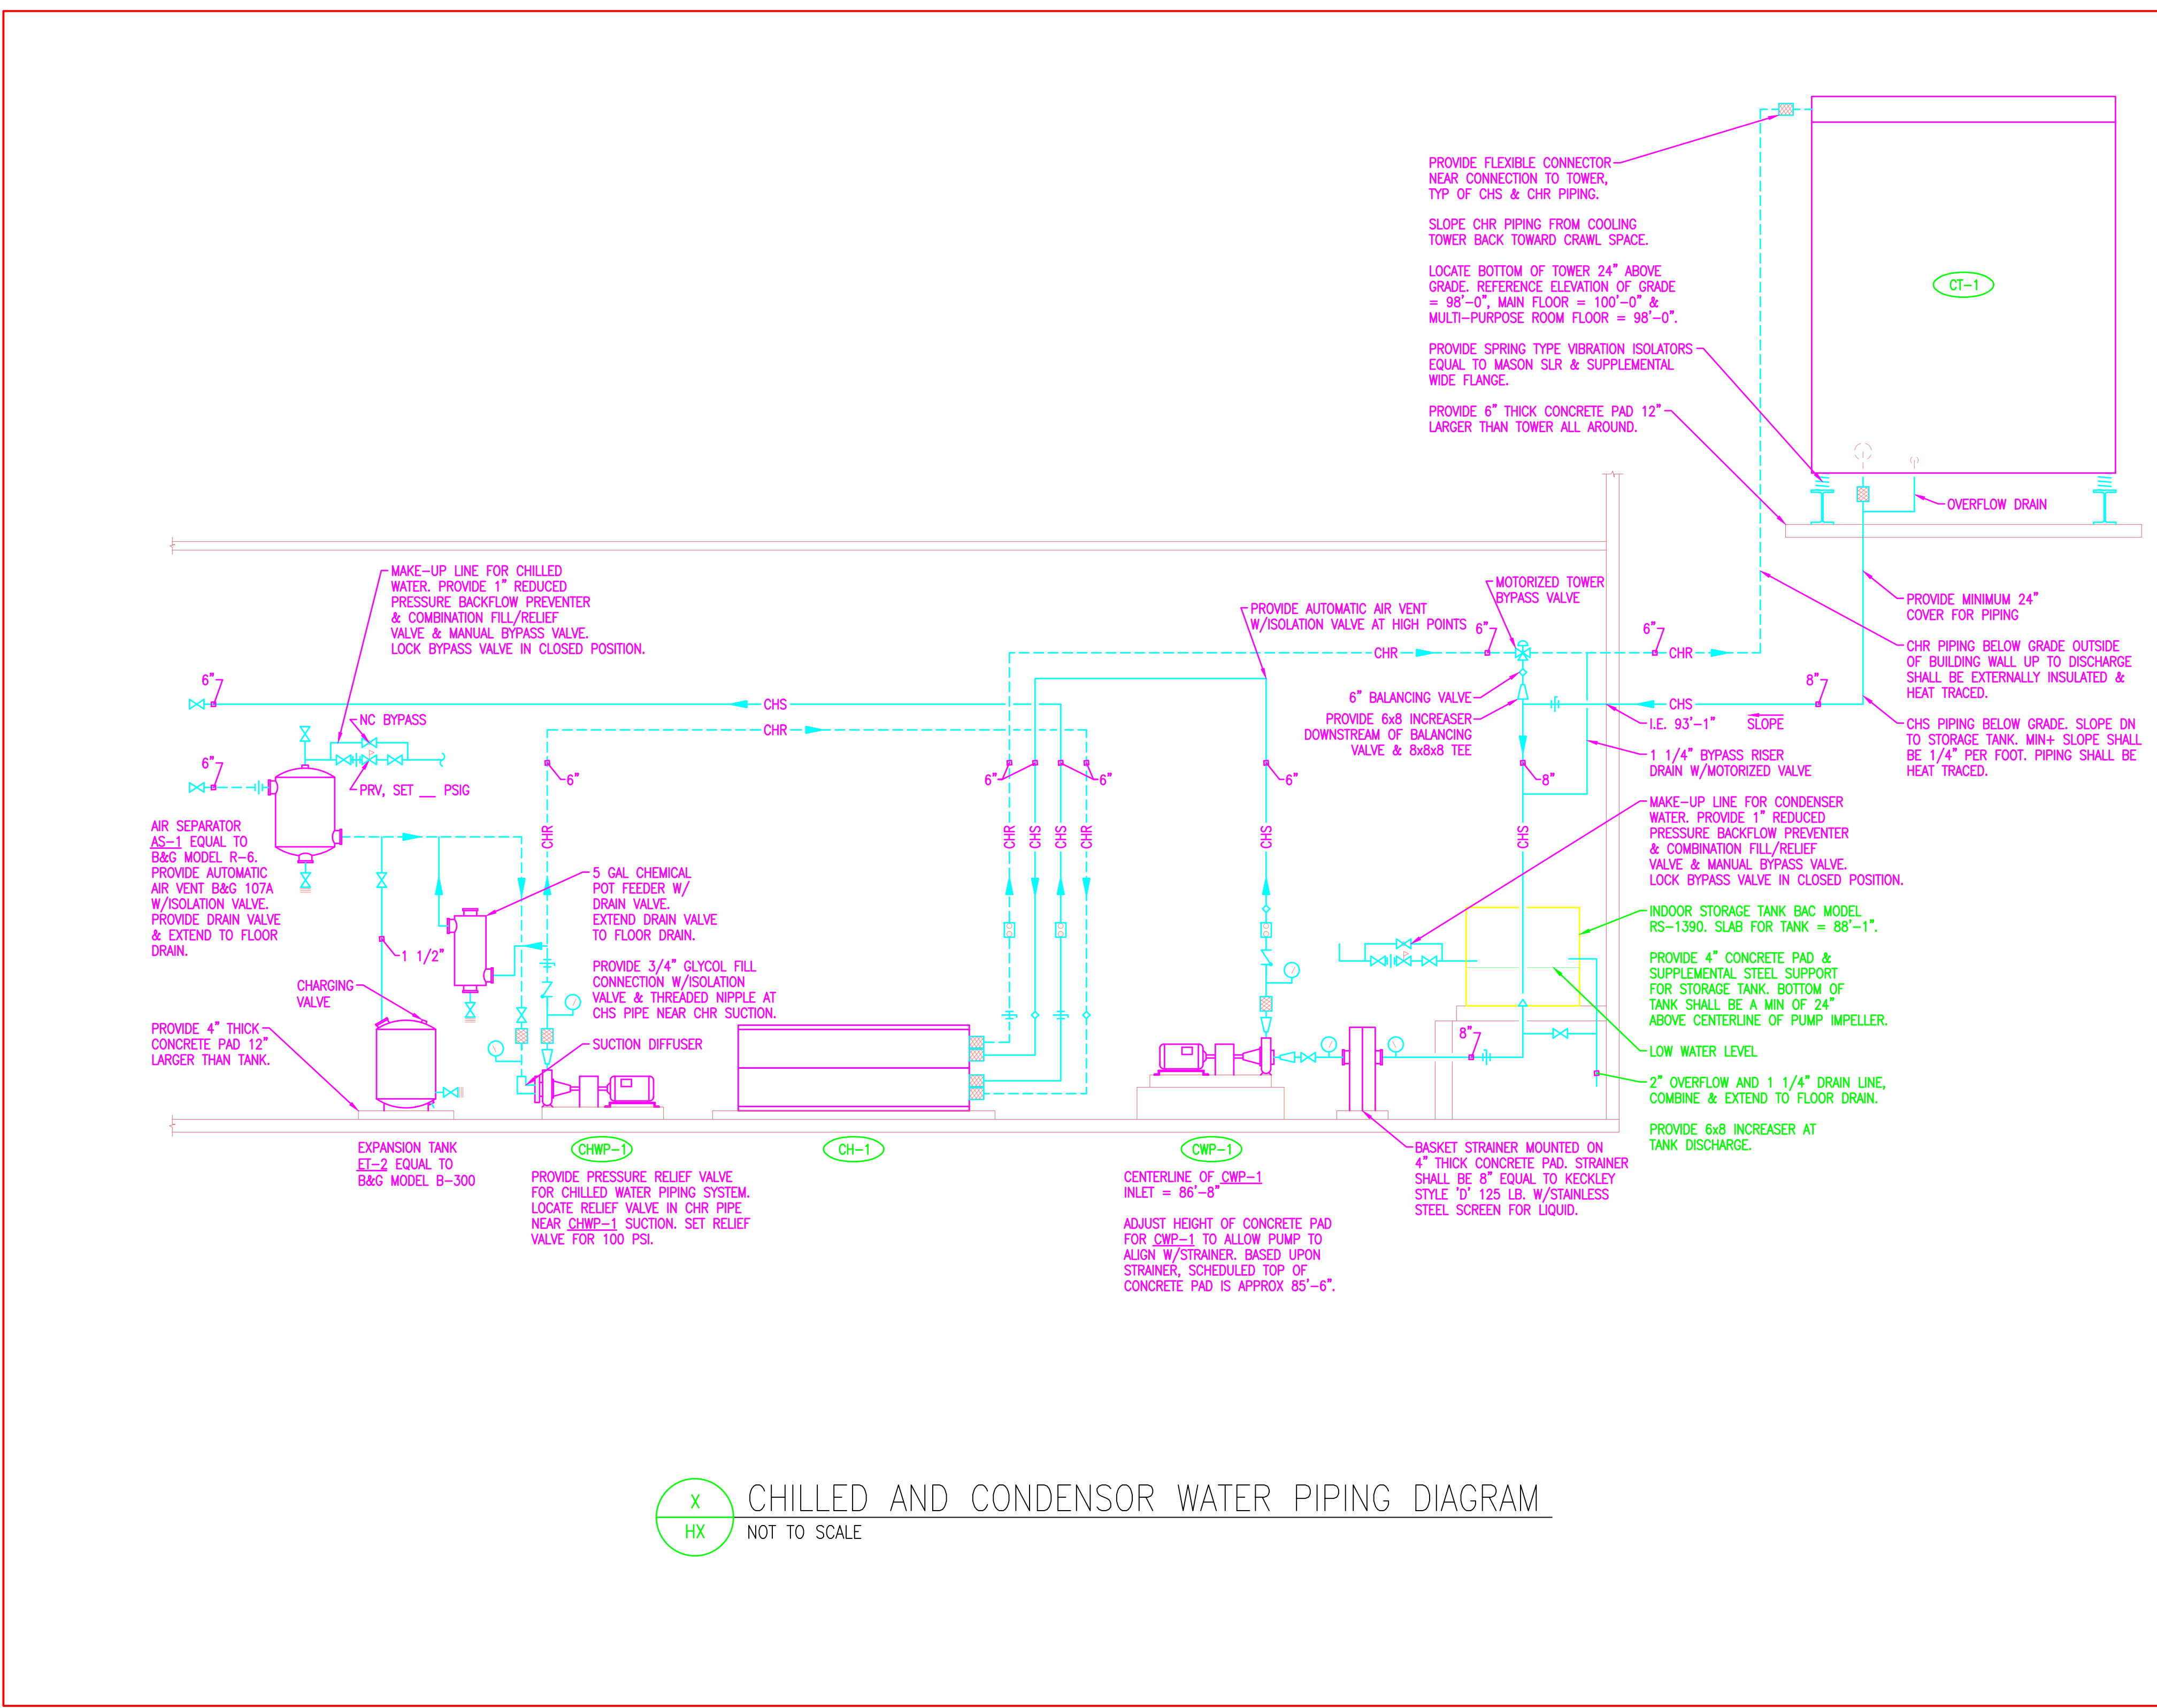 PROVIDE FLEXIBLE CONNECTOR
NEAR CONNECTION TO TOWER,
TYP OF CHS & CHR PIPING.
SLOPE CHR PIPING FROM COOLING
TOWER BACK TOWARD CRAWL SPACE.
LOCATE BOTTOM OF TOWER 24" ABOVE
GRADE. REFERENCE ELEVATION OF GRADE
= 98'-0", MAIN FLOOR = 100'-0" &
MULTI-PURPOSE ROOM FLOOR = 98'-0".
PROVIDE SPRING TYPE VIBRATION ISOLATORS
EQUAL TO MASON SLR & SUPPLEMENTAL
WIDE FLANGE.
PROVIDE 6" THICK CONCRETE PAD 12"
LARGER THAN TOWER ALL AROUND.
CT-1
OVERFLOW DRAIN
MAKE-UP LINE FOR CHILLED
WATER. PROVIDE 1" REDUCED
PRESSURE BACKFLOW PREVENTER
& COMBINATION FILL/RELIEF
VALVE & MANUAL BYPASS VALVE.
LOCK BYPASS VALVE IN CLOSED POSITION.
PROVIDE AUTOMATIC AIR VENT
W/ISOLATION VALVE AT HIGH POINTS
MOTORIZED TOWER
BYPASS VALVE
6"
6"
CHR
CHR
PROVIDE MINIMUM 24"
COVER FOR PIPING
CHR PIPING BELOW GRADE OUTSIDE
OF BUILDING WALL UP TO DISCHARGE
SHALL BE EXTERNALLY INSULATED &
HEAT TRACED.
6"
CHS
CHR
NC BYPASS
6" BALANCING VALVE
PROVIDE 6x8 INCREASER
DOWNSTREAM OF BALANCING
VALVE & 8x8x8 TEE
8"
CHS
I.E. 93'-1"
SLOPE
CHS PIPING BELOW GRADE. SLOPE DN
TO STORAGE TANK. MIN+ SLOPE SHALL
BE 1/4" PER FOOT. PIPING SHALL BE
HEAT TRACED.
1 1/4" BYPASS RISER
DRAIN W/MOTORIZED VALVE
6"
PRV, SET __ PSIG
6"
6"
6"
6"
8"
AIR SEPARATOR
AS-1 EQUAL TO
B&G MODEL R-6.
PROVIDE AUTOMATIC
AIR VENT B&G 107A
W/ISOLATION VALVE.
PROVIDE DRAIN VALVE
& EXTEND TO FLOOR
DRAIN.
CHR
CHR
CHS
CHS
CHR
CHS
CHS
MAKE-UP LINE FOR CONDENSER
WATER. PROVIDE 1" REDUCED
PRESSURE BACKFLOW PREVENTER
& COMBINATION FILL/RELIEF
VALVE & MANUAL BYPASS VALVE.
LOCK BYPASS VALVE IN CLOSED POSITION.
5 GAL CHEMICAL
POT FEEDER W/
DRAIN VALVE.
EXTEND DRAIN VALVE
TO FLOOR DRAIN.
1 1/2"
PROVIDE 3/4" GLYCOL FILL
CONNECTION W/ISOLATION
VALVE & THREADED NIPPLE AT
CHS PIPE NEAR CHR SUCTION.
SUCTION DIFFUSER
CHARGING
VALVE
PROVIDE 4" THICK
CONCRETE PAD 12"
LARGER THAN TANK.
INDOOR STORAGE TANK BAC MODEL
RS-1390. SLAB FOR TANK = 88'-1".
PROVIDE 4" CONCRETE PAD &
SUPPLEMENTAL STEEL SUPPORT
FOR STORAGE TANK. BOTTOM OF
TANK SHALL BE A MIN OF 24"
ABOVE CENTERLINE OF PUMP IMPELLER.
8"
LOW WATER LEVEL
2" OVERFLOW AND 1 1/4" DRAIN LINE,
COMBINE & EXTEND TO FLOOR DRAIN.
PROVIDE 6x8 INCREASER AT
TANK DISCHARGE.
EXPANSION TANK
ET-2 EQUAL TO
B&G MODEL B-300
CHWP-1
PROVIDE PRESSURE RELIEF VALVE
FOR CHILLED WATER PIPING SYSTEM.
LOCATE RELIEF VALVE IN CHR PIPE
NEAR CHWP-1 SUCTION. SET RELIEF
VALVE FOR 100 PSI.
CH-1
CWP-1
CENTERLINE OF CWP-1
INLET = 86'-8"
ADJUST HEIGHT OF CONCRETE PAD
FOR CWP-1 TO ALLOW PUMP TO
ALIGN W/STRAINER. BASED UPON
STRAINER, SCHEDULED TOP OF
CONCRETE PAD IS APPROX 85'-6".
BASKET STRAINER MOUNTED ON
4" THICK CONCRETE PAD. STRAINER
SHALL BE 8" EQUAL TO KECKLEY
STYLE 'D' 125 LB. W/STAINLESS
STEEL SCREEN FOR LIQUID.
X
HX
CHILLED AND CONDENSOR WATER PIPING DIAGRAM
NOT TO SCALE